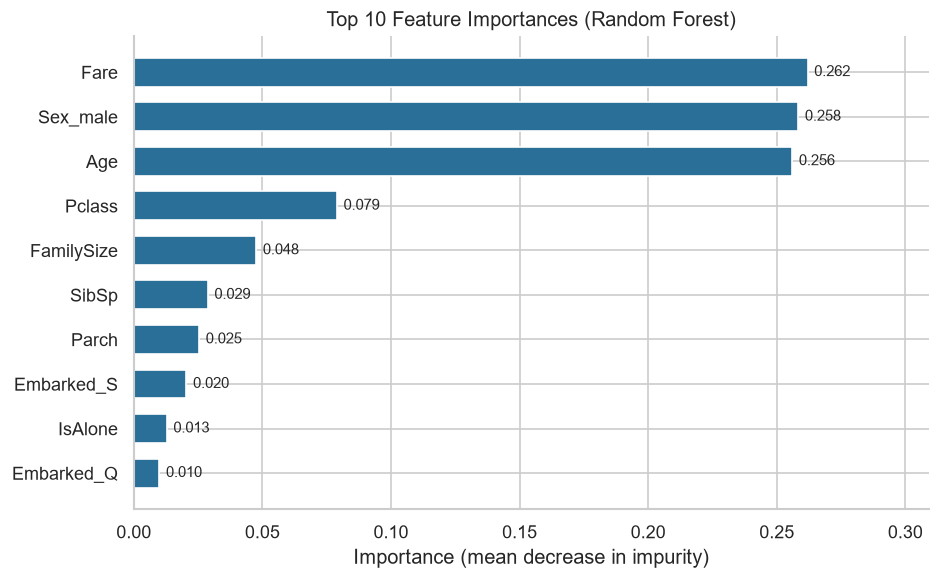 Top 10 Feature Importances (Random Forest)
Fare 0.262
Sex_male 0.258
Age 0.256
Pclass 0.079
FamilySize 0.048
SibSp 0.029
Parch 0.025
Embarked_S 0.020
IsAlone 0.013
Embarked_Q 0.010
0.00 0.05 0.10 0.15 0.20 0.25 0.30
Importance (mean decrease in impurity)